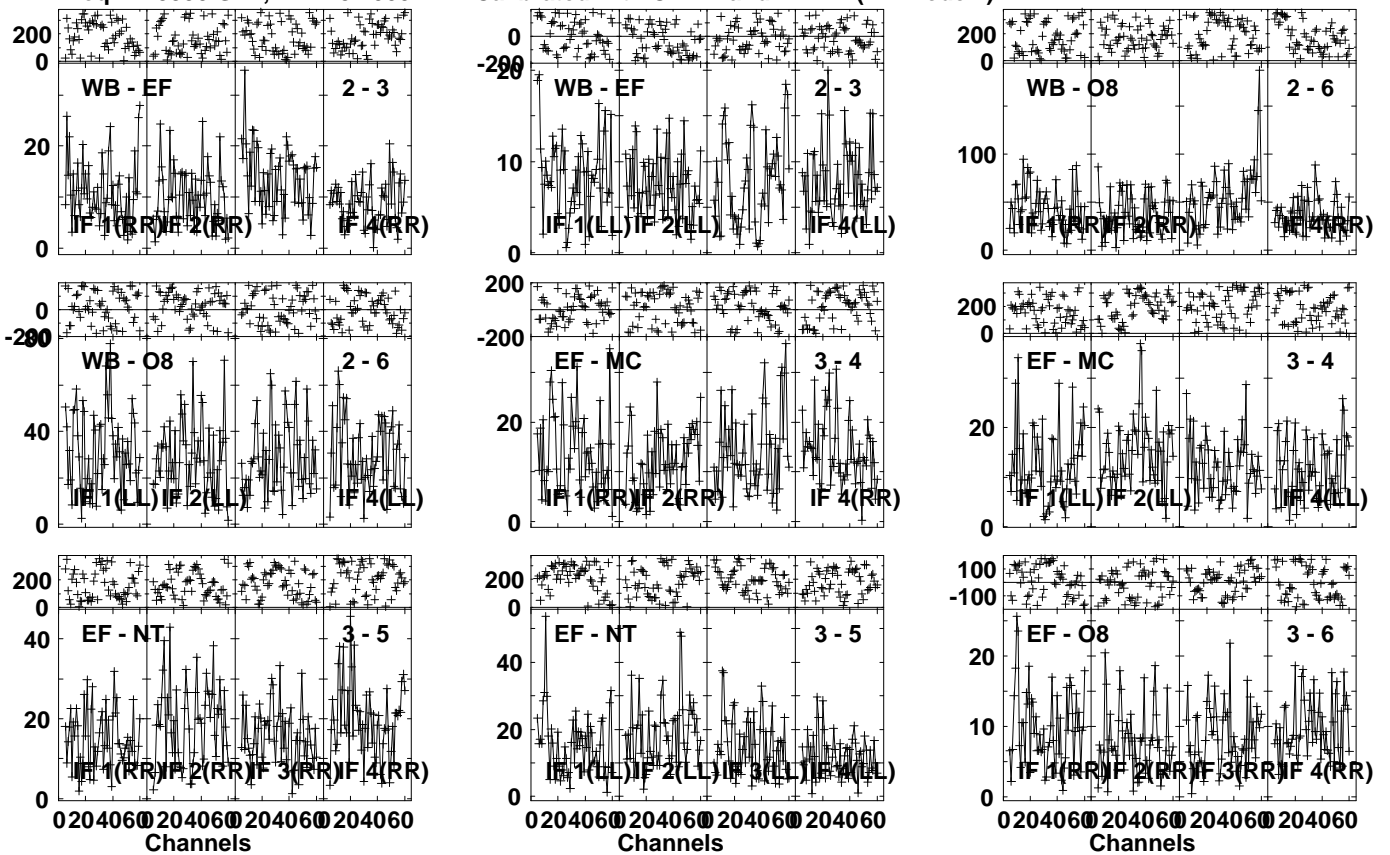 200
0
WB - EF
2 - 3
20
0
IF 1(RR)
IF 2(RR)
IF 4(RR)
0
-200
20
WB - EF
2 - 3
10
0
IF 1(LL)
IF 2(LL)
IF 4(LL)
200
0
WB - O8
2 - 6
100
0
IF 1(RR)
IF 2(RR)
IF 4(RR)
0
-200
80
WB - O8
2 - 6
40
0
IF 1(LL)
IF 2(LL)
IF 4(LL)
200
0
-200
EF - MC
3 - 4
20
0
IF 1(RR)
IF 2(RR)
IF 4(RR)
200
0
EF - MC
3 - 4
20
0
IF 1(LL)
IF 2(LL)
IF 4(LL)
200
0
EF - NT
3 - 5
40
20
0
IF 1(RR)
IF 2(RR)
IF 3(RR)
IF 4(RR)
0 20 40 60 0 20 40 60 0 20 40 60 0 20 40 60
Channels
200
0
EF - NT
3 - 5
40
20
0
IF 1(LL)
IF 2(LL)
IF 3(LL)
IF 4(LL)
0 20 40 60 0 20 40 60 0 20 40 60 0 20 40 60
Channels
100
-100
EF - O8
3 - 6
20
10
0
IF 1(RR)
IF 2(RR)
IF 3(RR)
IF 4(RR)
0 20 40 60 0 20 40 60 0 20 40 60 0 20 40 60
Channels